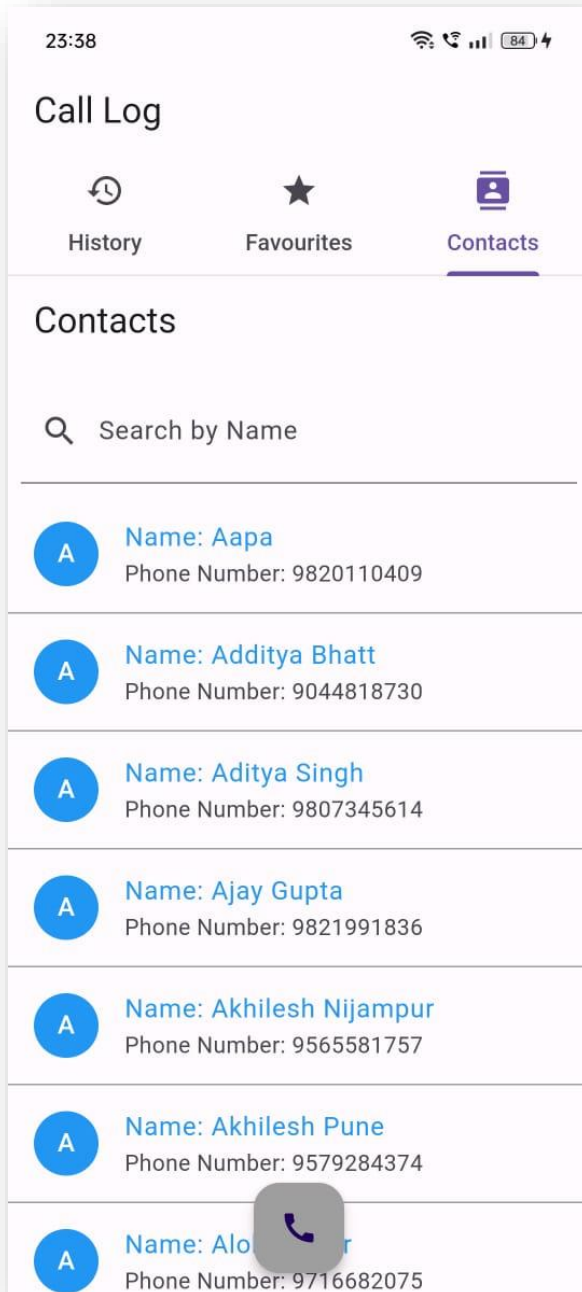 23:38
84
Call Log
History
Favourites
Contacts
Contacts
Search by Name
A
Name: Aapa
Phone Number: 9820110409
A
Name: Additya Bhatt
Phone Number: 9044818730
A
Name: Aditya Singh
Phone Number: 9807345614
A
Name: Ajay Gupta
Phone Number: 9821991836
A
Name: Akhilesh Nijampur
Phone Number: 9565581757
A
Name: Akhilesh Pune
Phone Number: 9579284374
A
Name:
Phone Number: 9716682075